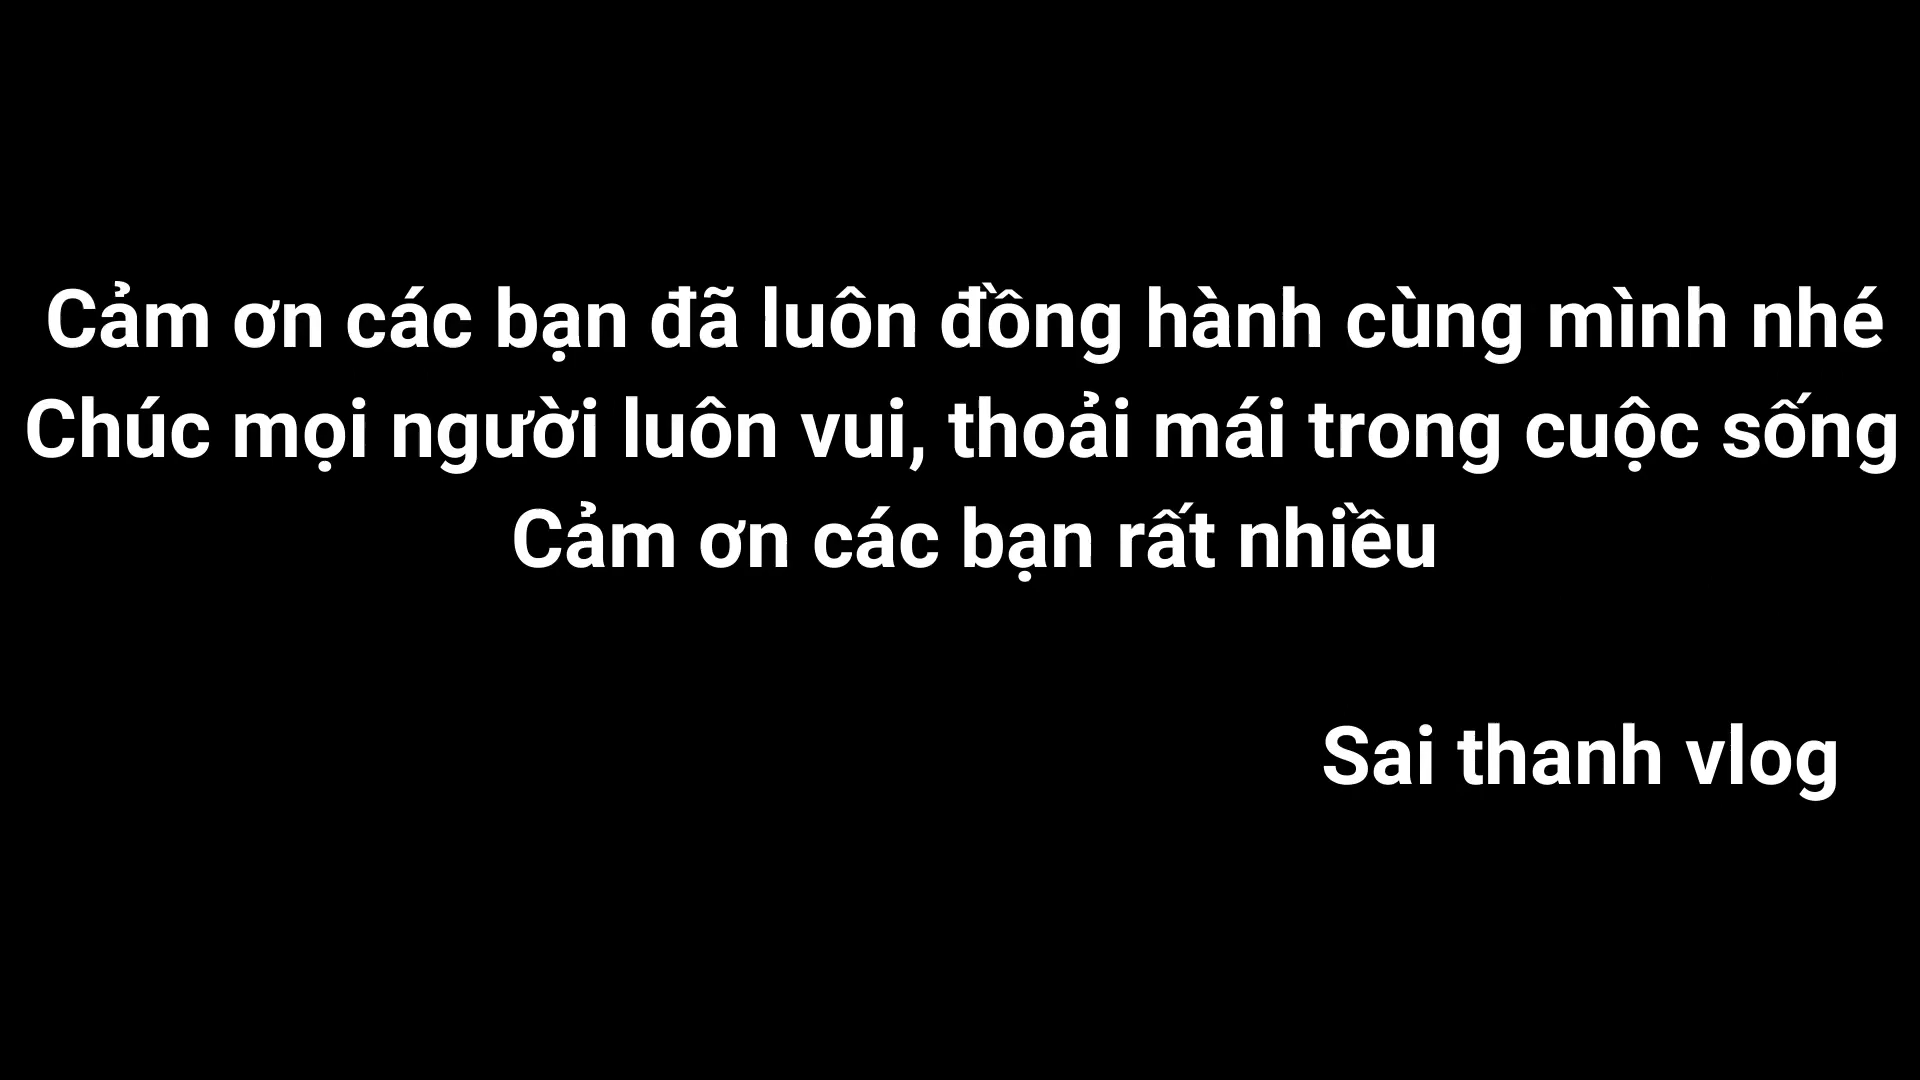 Cảm ơn các bạn đã luôn đồng hành cùng mình nhé
Chúc mọi người luôn vui, thoải mái trong cuộc sống
Cảm ơn các bạn rất nhiều
Sai thanh vlog